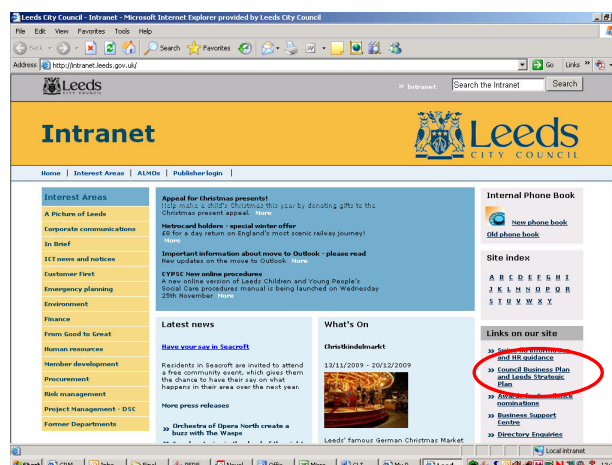 Leeds City Council - Intranet - Microsoft Internet Explorer provided by Leeds City Council
File Edit View Favorites Tools Help
Back Search Favorites
Address http://intranet.leeds.gov.uk/ Go Links
Leeds
CITY COUNCIL
Intranet Search the Intranet Search
Intranet
Leeds
CITY COUNCIL
Home | Interest Areas | ALMOs | Publisher login |
Interest Areas
A Picture of Leeds
Corporate communications
In Brief
ICT news and notices
Customer First
Emergency planning
Environment
Finance
From Good to Great
Human resources
Member development
Procurement
Risk management
Project Management - DSC
Former Departments
Appeal for Christmas presents!
Help make a child's Christmas this year by donating gifts to the
Christmas present appeal. More
Metrocard holders - special winter offer
£8 for a day return on England's most scenic railway journey!
More
Important information about move to Outlook - please read
New updates on the move to Outlook. More
CYPSC New online procedures
A new online version of Leeds Children and Young People's
Social Care procedures manual is being launched on Wednesday
25th November More
Latest news
Have your say in Seacroft
Residents in Seacroft are invited to attend
a free community event, which gives them
the chance to have their say on what
happens in their area over the next year.
More press releases
» Orchestra of Opera North create a
buzz with The Wasps
What's On
Christkindelmarkt
13/11/2009 - 20/12/2009
Leeds' famous German Christmas Market
Internal Phone Book
New phone book
Old phone book
Site index
A B C D E F G H I
J K L M N O P Q R
S T U V W X Y
Links on our site
» and HR guidance
» Council Business Plan
and Leeds Strategic
Plan
» Awards
nominations
» Business Support
Centre
» Directory Enquiries
Local intranet